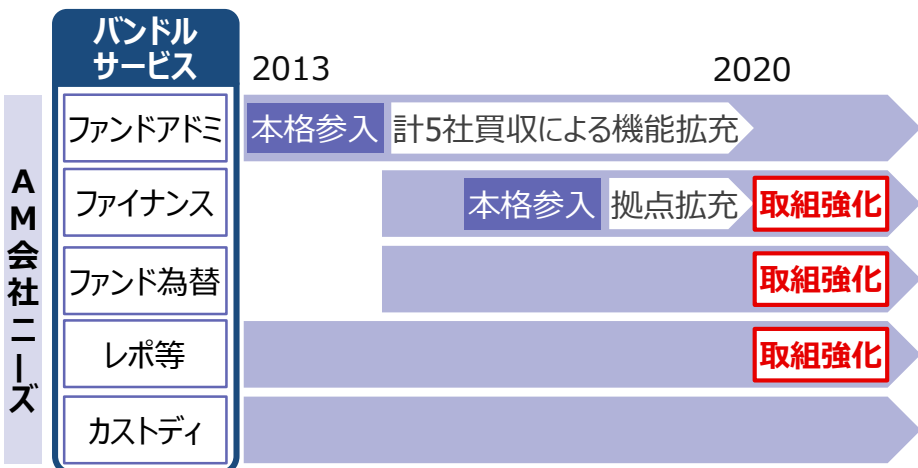 バンドル
サービス
2013
2020
AM会社ニーズ
ファンドアドミ
本格参入
計5社買収による機能拡充
ファイナンス
本格参入
拠点拡充
取組強化
ファンド為替
取組強化
レポ等
取組強化
カストディ